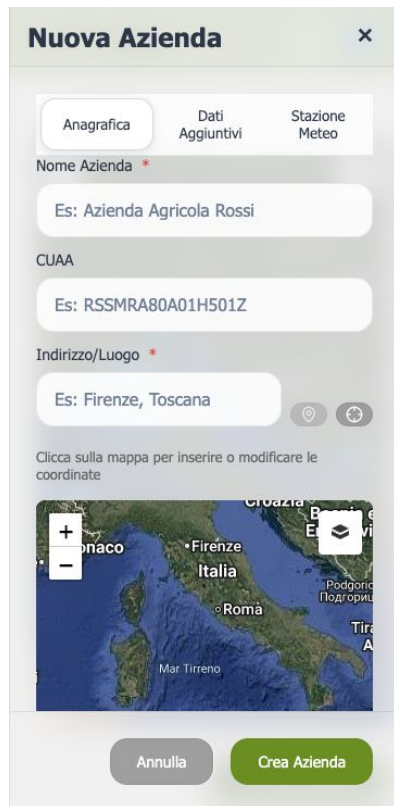 Nuova Azienda ×
Anagrafica
Dati
Aggiuntivi
Stazione
Meteo
Nome Azienda *
Es: Azienda Agricola Rossi
CUAA
Es: RSSMRA80A01H501Z
Indirizzo/Luogo *
Es: Firenze, Toscana
Clicca sulla mappa per inserire o modificare le
coordinate
+
−
Firenze
Italia
Roma
Mar Tirreno
Подгориц
Annulla
Crea Azienda